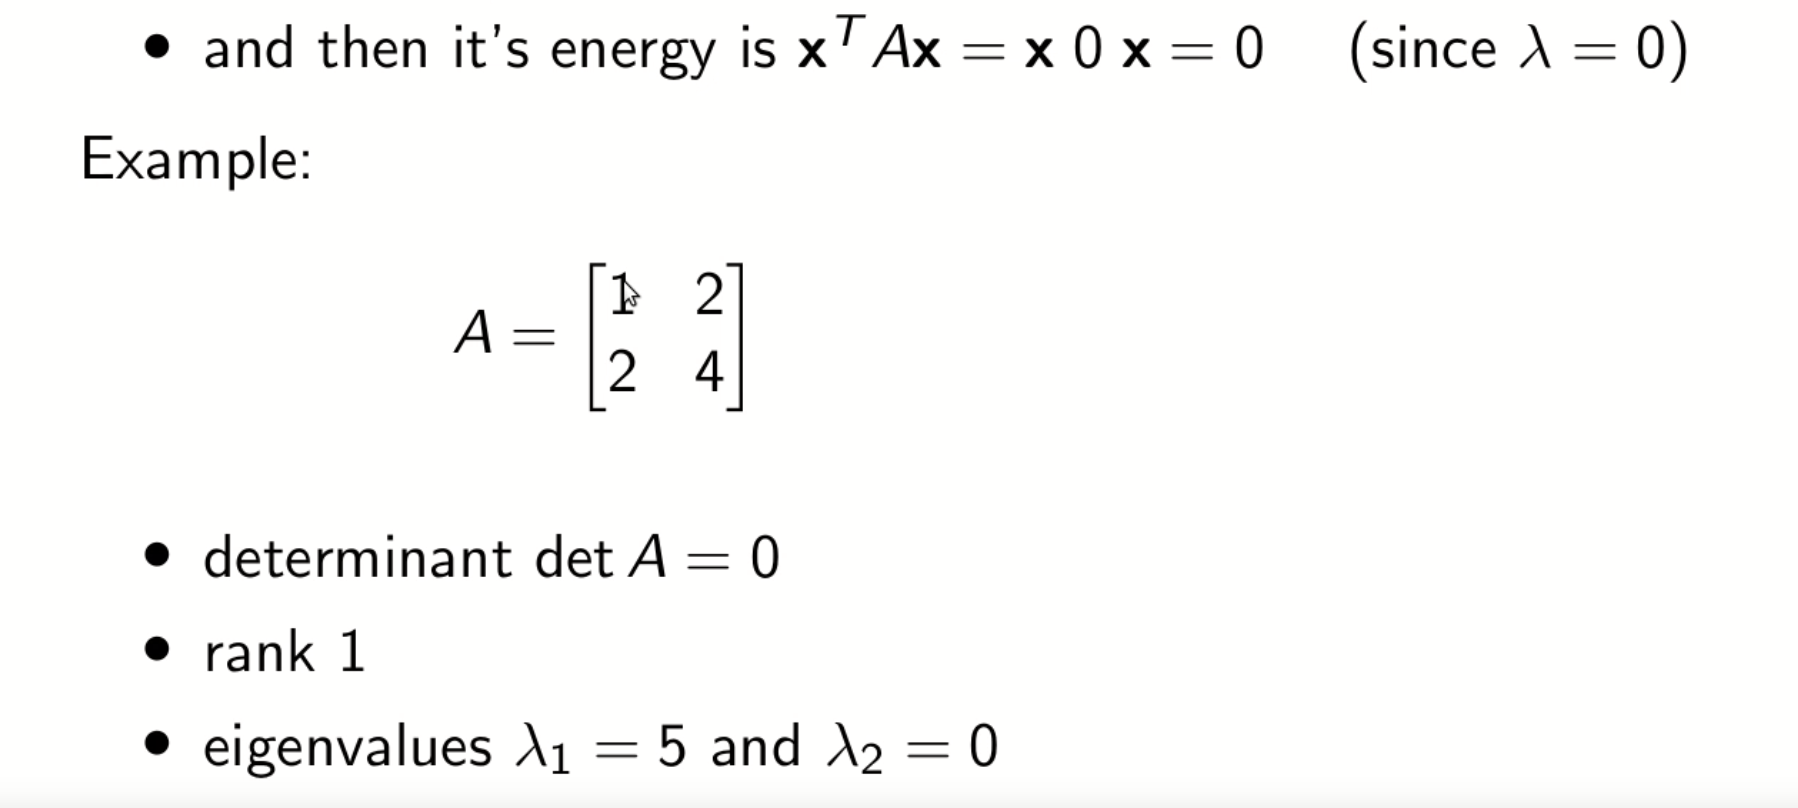 • and then it's energy is xᵀAx = x 0 x = 0 (since λ = 0)
Example:
A = [1 2
2 4]
• determinant det A = 0
• rank 1
• eigenvalues λ₁ = 5 and λ₂ = 0